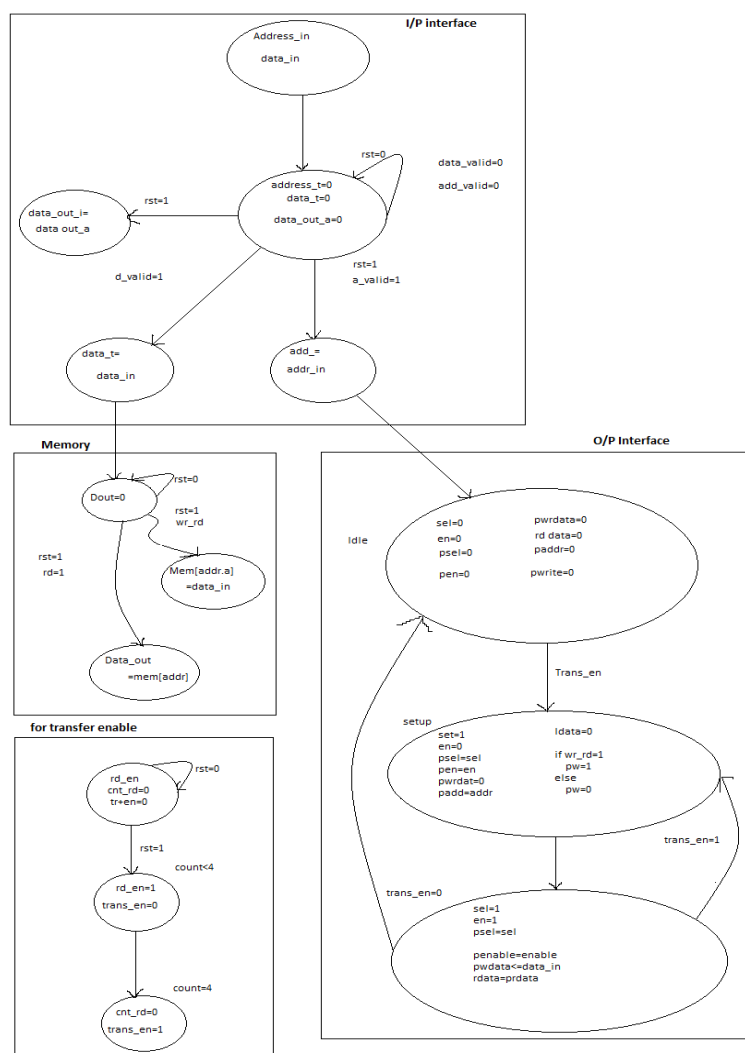 I/P interface
Address_in
data_in
rst=0
data_valid=0
add_valid=0
address_t=0
data_t=0
data_out_a=0
rst=1
data_out_i=
data out_a
d_valid=1
rst=1
a_valid=1
data_t=
data_in
add_=
addr_in
Memory
Dout=0
rst=0
rst=1
wr_rd
rst=1
rd=1
Mem[addr.a]
=data_in
Data_out
=mem[addr]
for transfer enable
rd_en
cnt_rd=0
tr+en=0
rst=0
rst=1
count<4
rd_en=1
trans_en=0
count=4
cnt_rd=0
trans_en=1
O/P Interface
Idle
sel=0
en=0
psel=0
pen=0
pwrdata=0
rd data=0
paddr=0
pwrite=0
Trans_en
setup
set=1
en=0
psel=sel
pen=en
pwrdat=0
padd=addr
ldata=0
if wr_rd=1
pw=1
else
pw=0
trans_en=1
trans_en=0
sel=1
en=1
psel=sel
penable=enable
pwdata<=data_in
rdata=prdata